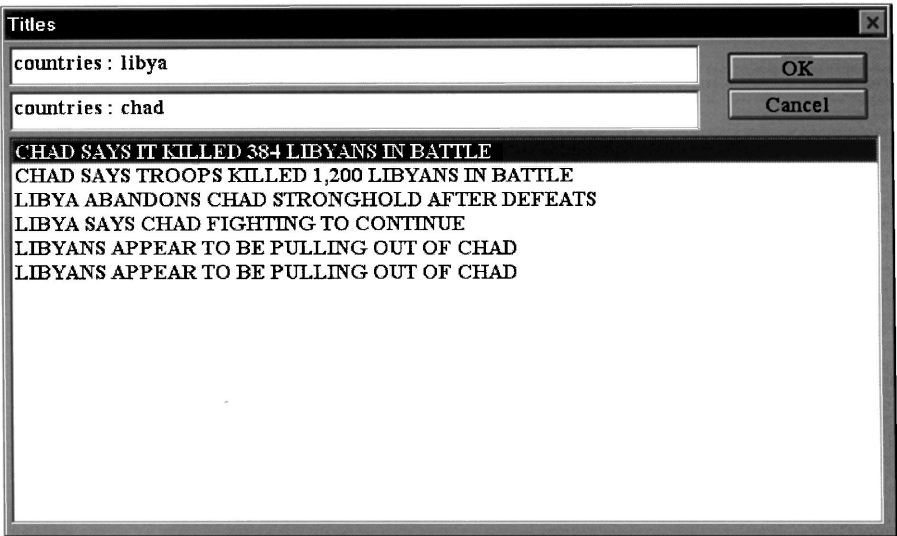 Titles
countries : libya
OK
countries : chad
Cancel
CHAD SAYS IT KILLED 384 LIBYANS IN BATTLE
CHAD SAYS TROOPS KILLED 1,200 LIBYANS IN BATTLE
LIBYA ABANDONS CHAD STRONGHOLD AFTER DEFEATS
LIBYA SAYS CHAD FIGHTING TO CONTINUE
LIBYANS APPEAR TO BE PULLING OUT OF CHAD
LIBYANS APPEAR TO BE PULLING OUT OF CHAD